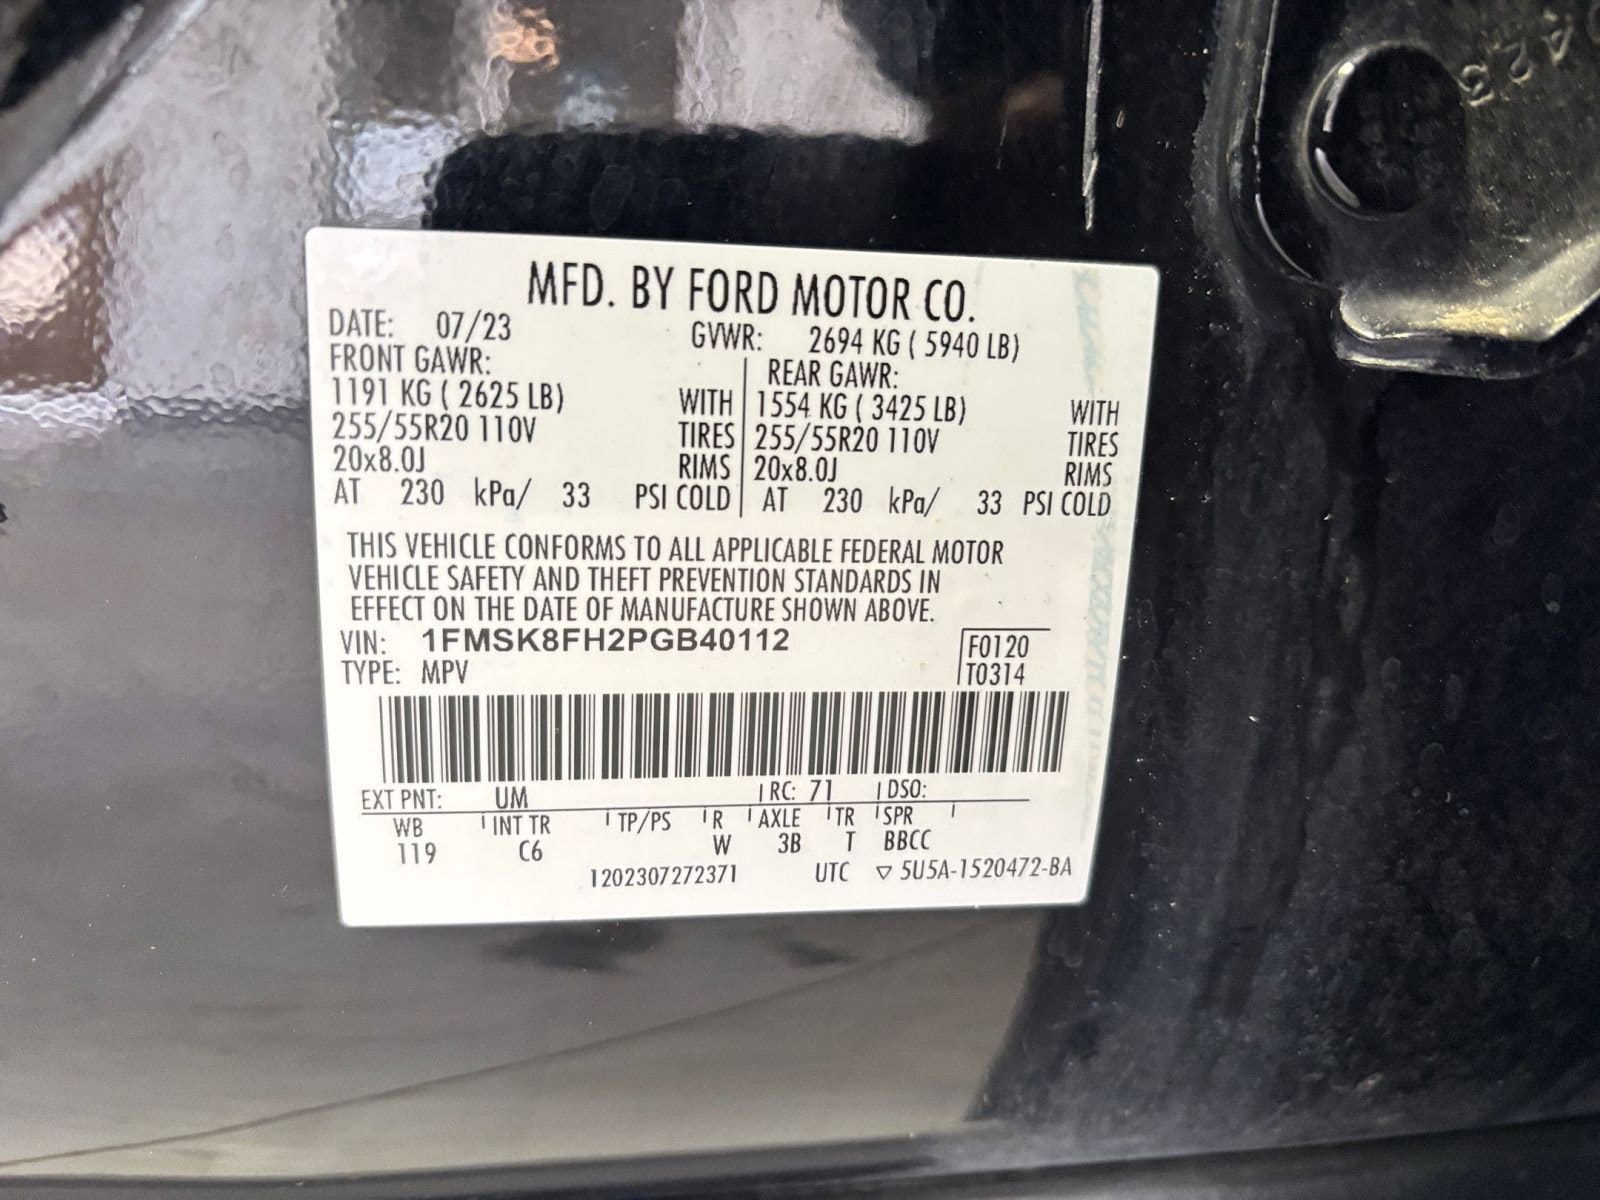 MFD. BY FORD MOTOR CO.
DATE: 07/23 GVWR: 2694 KG ( 5940 LB)
FRONT GAWR: REAR GAWR:
1191 KG ( 2625 LB) WITH 1554 KG ( 3425 LB) WITH
255/55R20 110V TIRES 255/55R20 110V TIRES
20x8.0J RIMS 20x8.0J RIMS
AT 230 kPa/ 33 PSI COLD AT 230 kPa/ 33 PSI COLD
THIS VEHICLE CONFORMS TO ALL APPLICABLE FEDERAL MOTOR
VEHICLE SAFETY AND THEFT PREVENTION STANDARDS IN
EFFECT ON THE DATE OF MANUFACTURE SHOWN ABOVE.
VIN: 1FMSK8FH2PGB40112 F0120
TYPE: MPV T0314
EXT PNT: UM RC: 71 DSO:
WB INT TR TP/PS R AXLE TR SPR
119 C6 W 3B T BBCC
1202307272371 UTC ▽ 5U5A-1520472-BA